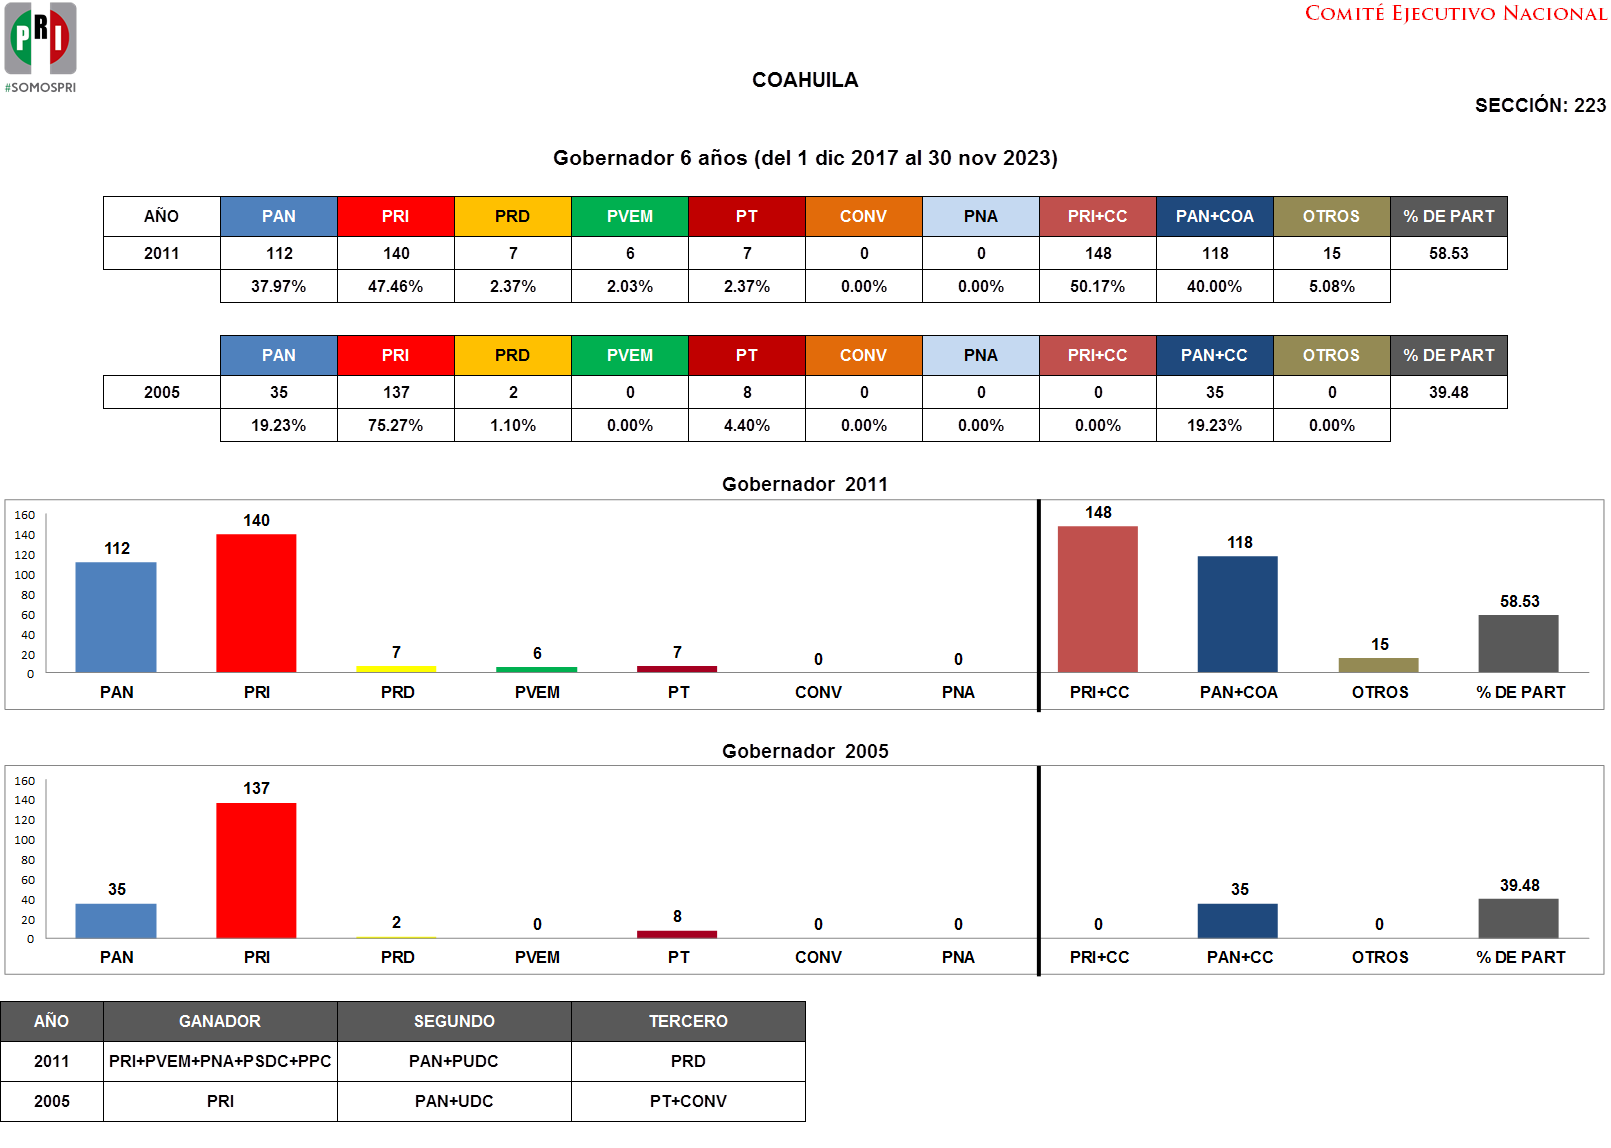 PRI
#SOMOSPRI
COMITÉ EJECUTIVO NACIONAL
COAHUILA
SECCIÓN: 223
Gobernador 6 años (del 1 dic 2017 al 30 nov 2023)
AÑO PAN PRI PRD PVEM PT CONV PNA PRI+CC PAN+COA OTROS % DE PART
2011 112 140 7 6 7 0 0 148 118 15 58.53
37.97% 47.46% 2.37% 2.03% 2.37% 0.00% 0.00% 50.17% 40.00% 5.08%
PAN PRI PRD PVEM PT CONV PNA PRI+CC PAN+CC OTROS % DE PART
2005 35 137 2 0 8 0 0 0 35 0 39.48
19.23% 75.27% 1.10% 0.00% 4.40% 0.00% 0.00% 0.00% 19.23% 0.00%
Gobernador 2011
160
140
120
100
80
60
40
20
0
112 140 7 6 7 0 0 148 118 15 58.53
PAN PRI PRD PVEM PT CONV PNA PRI+CC PAN+COA OTROS % DE PART
Gobernador 2005
160
140
120
100
80
60
40
20
0
35 137 2 0 8 0 0 0 35 0 39.48
PAN PRI PRD PVEM PT CONV PNA PRI+CC PAN+CC OTROS % DE PART
AÑO GANADOR SEGUNDO TERCERO
2011 PRI+PVEM+PNA+PSDC+PPC PAN+PUDC PRD
2005 PRI PAN+UDC PT+CONV